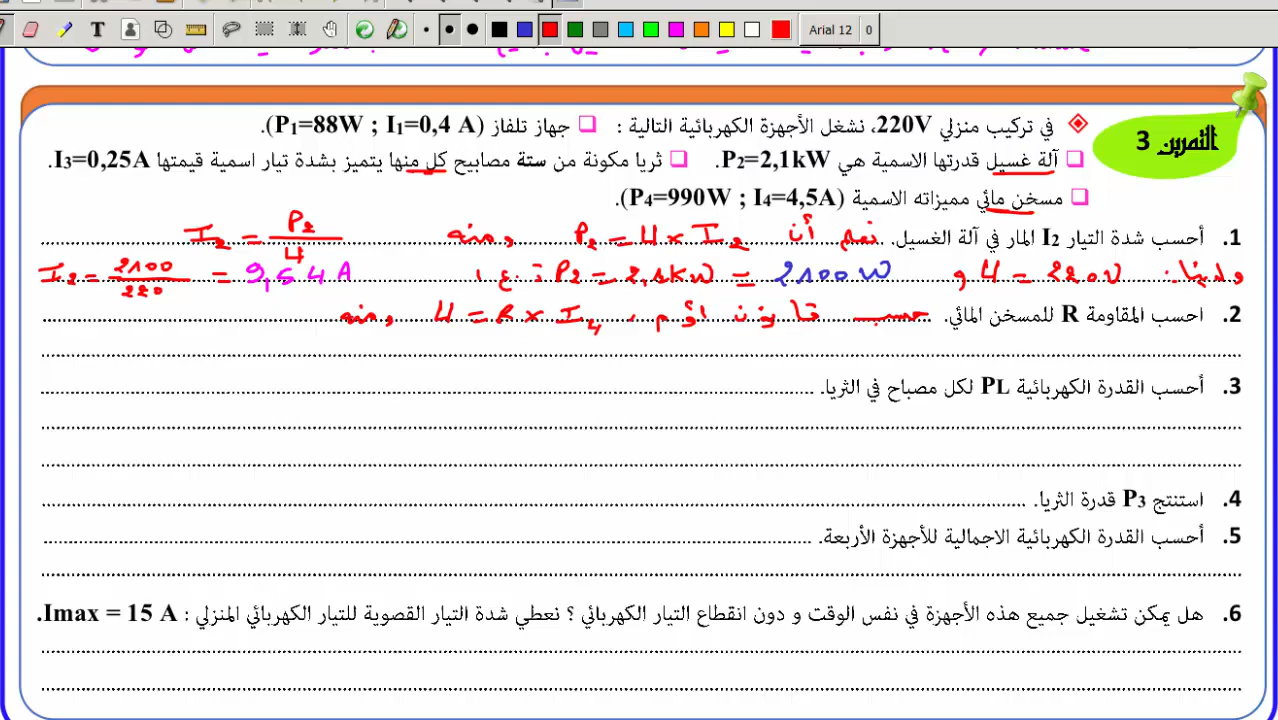 Arial 12 0
التمرين 3
في تركيب منزلي 220V، نشغل الأجهزة الكهربائية التالية : ❑ جهاز تلفاز (P1=88W ; I1=0,4 A).
❑ آلة غسيل قدرتها الاسمية هي P2=2,1kW. ❑ ثريا مكونة من ستة مصابيح كل منها يتميز بشدة تيار اسمية قيمتها I3=0,25A.
❑ مسخن مائي مميزاته الاسمية (P4=990W ; I4=4,5A).
1. أحسب شدة التيار I2 المار في آلة الغسيل. نعلم أن P2 = U x I2 ومنه I2 = P2/U
ولدينا: U = 220V و P2 = 2,1kW = 2100W ت ع : I2 = 2100/220 = 9,54A
2. احسب المقاومة R للمسخن المائي. حسب قانون أوم : U = R x I4 ومنه
3. أحسب القدرة الكهربائية PL لكل مصباح في الثريا.
4. استنتج P3 قدرة الثريا.
5. أحسب القدرة الكهربائية الاجمالية للأجهزة الأربعة.
6. هل يمكن تشغيل جميع هذه الأجهزة في نفس الوقت و دون انقطاع التيار الكهربائي ؟ نعطي شدة التيار القصوية للتيار الكهربائي المنزلي : Imax = 15 A.